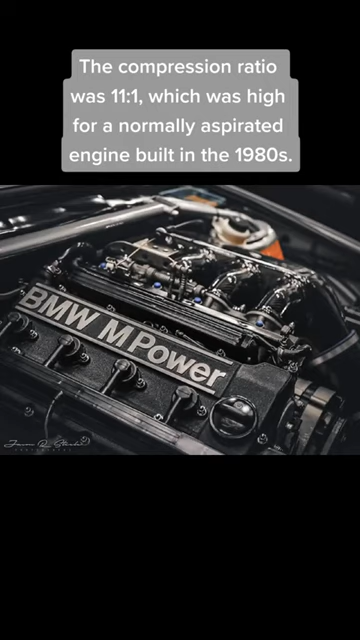 The compression ratio
was 11:1, which was high
for a normally aspirated
engine built in the 1980s.
BMW M Power